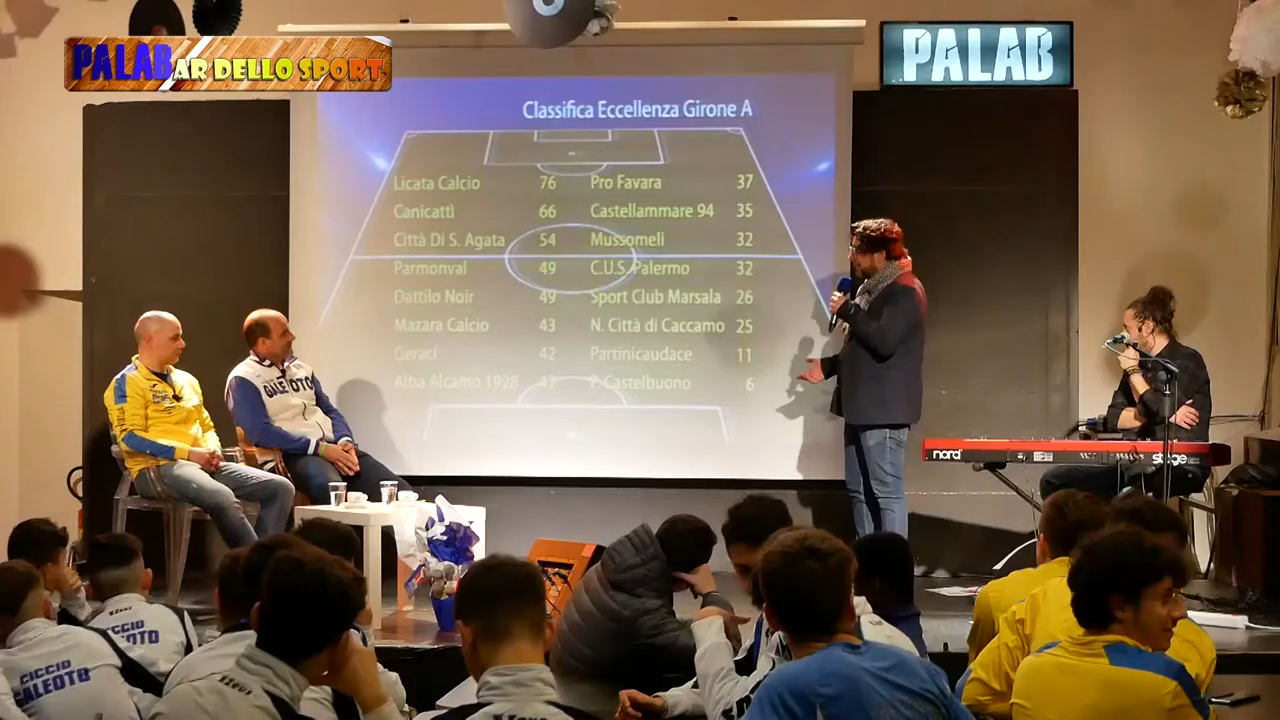 PALABAR DELLO SPORT
PALAB
Classifica Eccellenza Girone A
Licata Calcio 76 Pro Favara 37
Canicattì 66 Castellammare 94 35
Città Di S. Agata 54 Mussomeli 32
Parmonval 49 C.U.S. Palermo 32
Dattilo Noir 49 Sport Club Marsala 26
Mazara Calcio 43 N. Città di Caccamo 25
Geraci 42 Partinicaudace 11
Alba Alcamo 1928 42 P. Castelbuono 6
GALEOTO
nord stage
CICCIO
GALEOTO